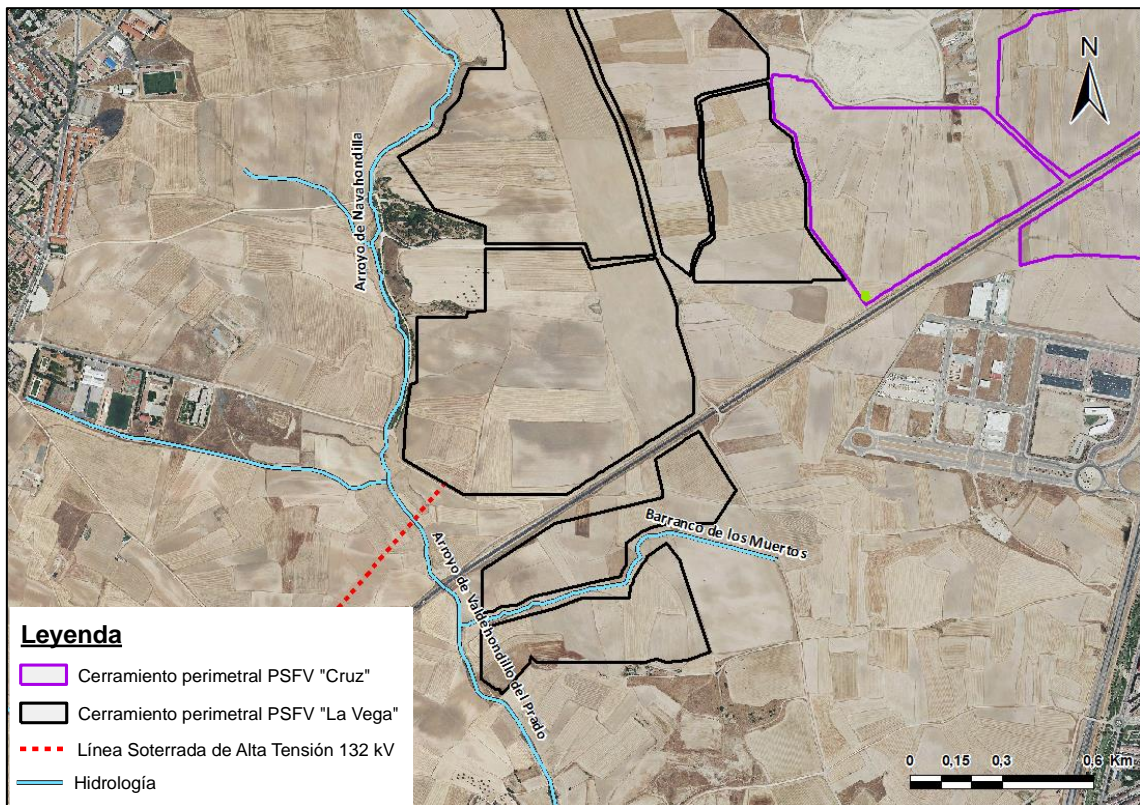 N
Arroyo de Navahondilla
Barranco de los Muertos
Arroyo de Valdehondillo del Prado
Leyenda
Cerramiento perimetral PSFV "Cruz"
Cerramiento perimetral PSFV "La Vega"
Línea Soterrada de Alta Tensión 132 kV
Hidrología
0 0,15 0,3 0,6 Km